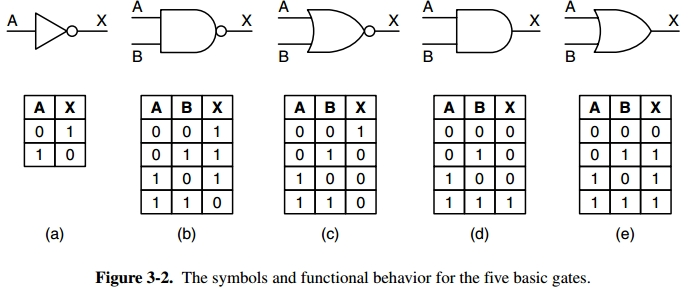 A X A X A X A X A X
B B B B
A X A B X A B X A B X A B X
0 1 0 0 1 0 0 1 0 0 0 0 0 0
1 0 0 1 1 0 1 0 0 1 0 0 1 1
1 0 1 1 0 0 1 0 0 1 0 1
1 1 0 1 1 0 1 1 1 1 1 1
(a) (b) (c) (d) (e)
Figure 3-2. The symbols and functional behavior for the five basic gates.